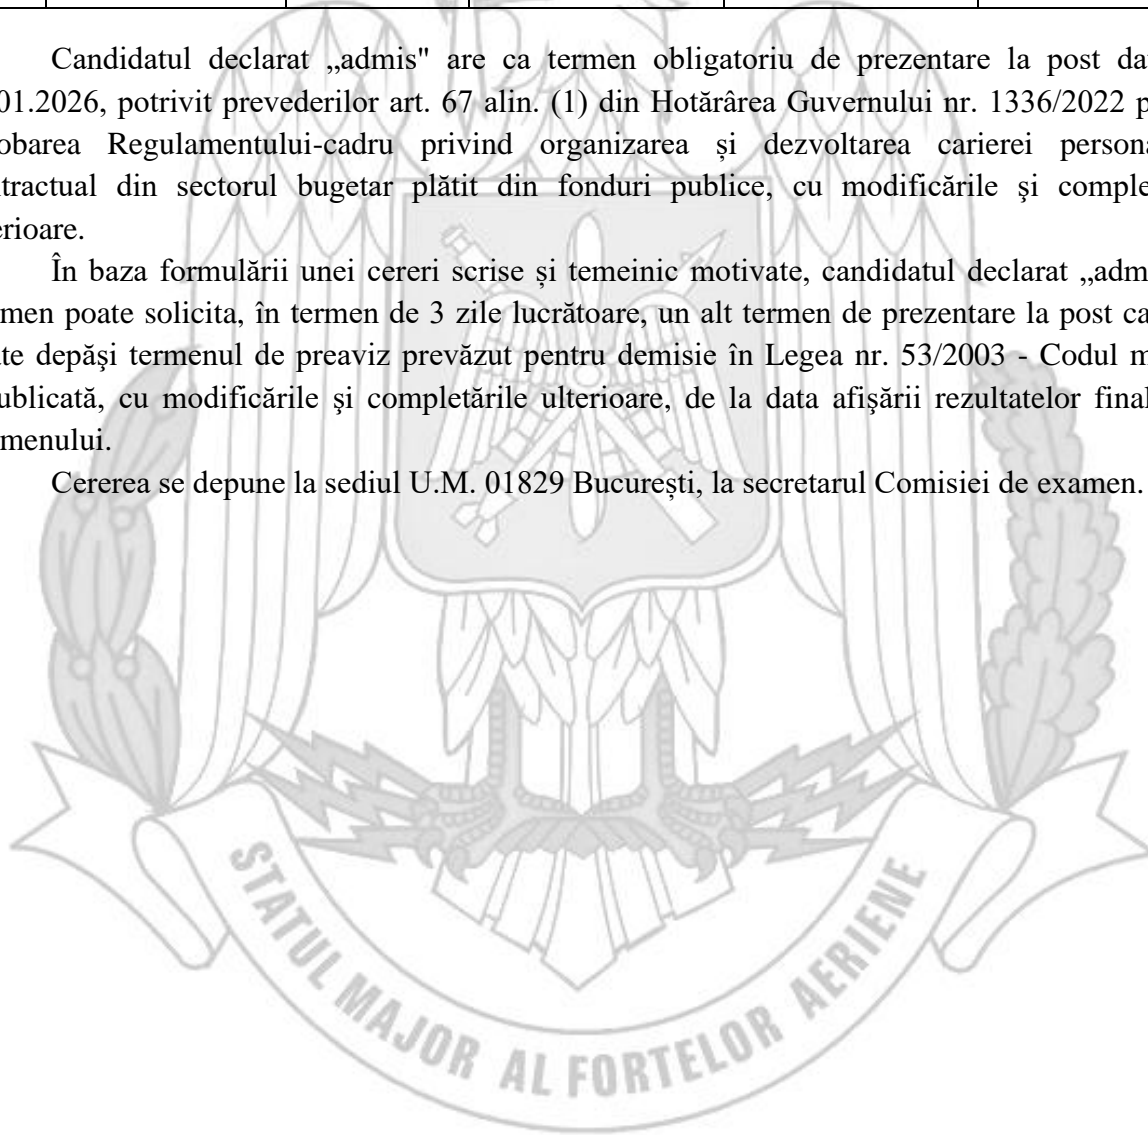 Candidatul declarat „admis" are ca termen obligatoriu de prezentare la post dat
01.2026, potrivit prevederilor art. 67 alin. (1) din Hotărârea Guvernului nr. 1336/2022 p
obarea Regulamentului-cadru privind organizarea și dezvoltarea carierei persona
ntractual din sectorul bugetar plătit din fonduri publice, cu modificările şi comple
erioare.
În baza formulării unei cereri scrise și temeinic motivate, candidatul declarat „adm
men poate solicita, în termen de 3 zile lucrătoare, un alt termen de prezentare la post ca
te depăşi termenul de preaviz prevăzut pentru demisie în Legea nr. 53/2003 - Codul m
ublicată, cu modificările şi completările ulterioare, de la data afişării rezultatelor final
menului.
Cererea se depune la sediul U.M. 01829 București, la secretarul Comisiei de examen.
STATUL MAJOR AL FORTELOR AERIENE